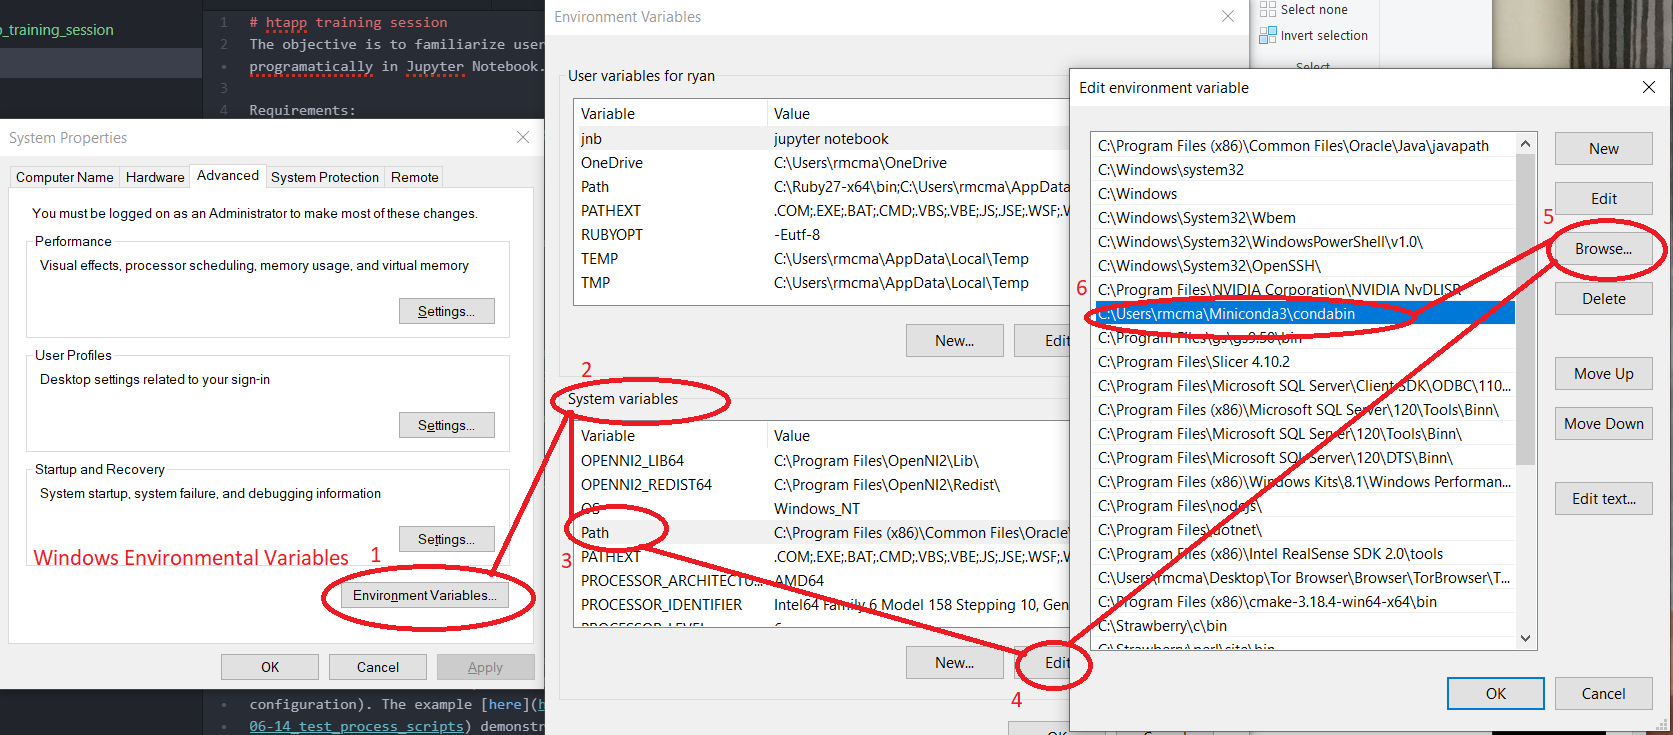 p_training_session
1 # htapp training session
2 The objective is to familiarize user
programatically in Jupyter Notebook.
3
4 Requirements:
System Properties
Computer Name Hardware Advanced System Protection Remote
You must be logged on as an Administrator to make most of these changes.
Performance
Visual effects, processor scheduling, memory usage, and virtual memory
Settings...
User Profiles
Desktop settings related to your sign-in
Settings...
Startup and Recovery
System startup, system failure, and debugging information
Settings...
Windows Environmental Variables 1
Environment Variables...
OK Cancel Apply
configuration). The example [here](h
06-14_test_process_scripts) demonstr
Environment Variables
User variables for ryan
Variable Value
jnb jupyter notebook
OneDrive C:\Users\rmcma\OneDrive
Path C:\Ruby27-x64\bin;C:\Users\rmcma\AppData
PATHEXT .COM;.EXE;.BAT;.CMD;.VBS;.VBE;.JS;.JSE;.WSF;.W
RUBYOPT -Eutf-8
TEMP C:\Users\rmcma\AppData\Local\Temp
TMP C:\Users\rmcma\AppData\Local\Temp
New... Edit
2
System variables
Variable Value
OPENNI2_LIB64 C:\Program Files\OpenNI2\Lib\
OPENNI2_REDIST64 C:\Program Files\OpenNI2\Redist\
OS Windows_NT
Path C:\Program Files (x86)\Common Files\Oracle\
3
PATHEXT .COM;.EXE;.BAT;.CMD;.VBS;.VBE;.JS;.JSE;.WSF;.W
PROCESSOR_ARCHITECTU... AMD64
PROCESSOR_IDENTIFIER Intel64 Family 6 Model 158 Stepping 10, Gen
PROCESSOR_LEVEL 6
New... Edit
4
OK Cancel
Select none
Invert selection
Select
Edit environment variable
C:\Program Files (x86)\Common Files\Oracle\Java\javapath
C:\Windows\system32
C:\Windows
C:\Windows\System32\Wbem
C:\Windows\System32\WindowsPowerShell\v1.0\
C:\Windows\System32\OpenSSH\
C:\Program Files\NVIDIA Corporation\NVIDIA NvDLISR
6
C:\Users\rmcma\Miniconda3\condabin
C:\Program Files\gs\gs9.50\bin
C:\Program Files\Slicer 4.10.2
C:\Program Files\Microsoft SQL Server\Client SDK\ODBC\110...
C:\Program Files (x86)\Microsoft SQL Server\120\Tools\Binn\
C:\Program Files\Microsoft SQL Server\120\Tools\Binn\
C:\Program Files\Microsoft SQL Server\120\DTS\Binn\
C:\Program Files (x86)\Windows Kits\8.1\Windows Performan...
C:\Program Files\nodejs\
C:\Program Files\dotnet\
C:\Program Files (x86)\Intel RealSense SDK 2.0\tools
C:\Users\rmcma\Desktop\Tor Browser\Browser\TorBrowser\T...
C:\Program Files (x86)\cmake-3.18.4-win64-x64\bin
C:\Strawberry\c\bin
C:\Strawberry\perl\site\bin
New
Edit
5
Browse...
Delete
Move Up
Move Down
Edit text...
OK Cancel